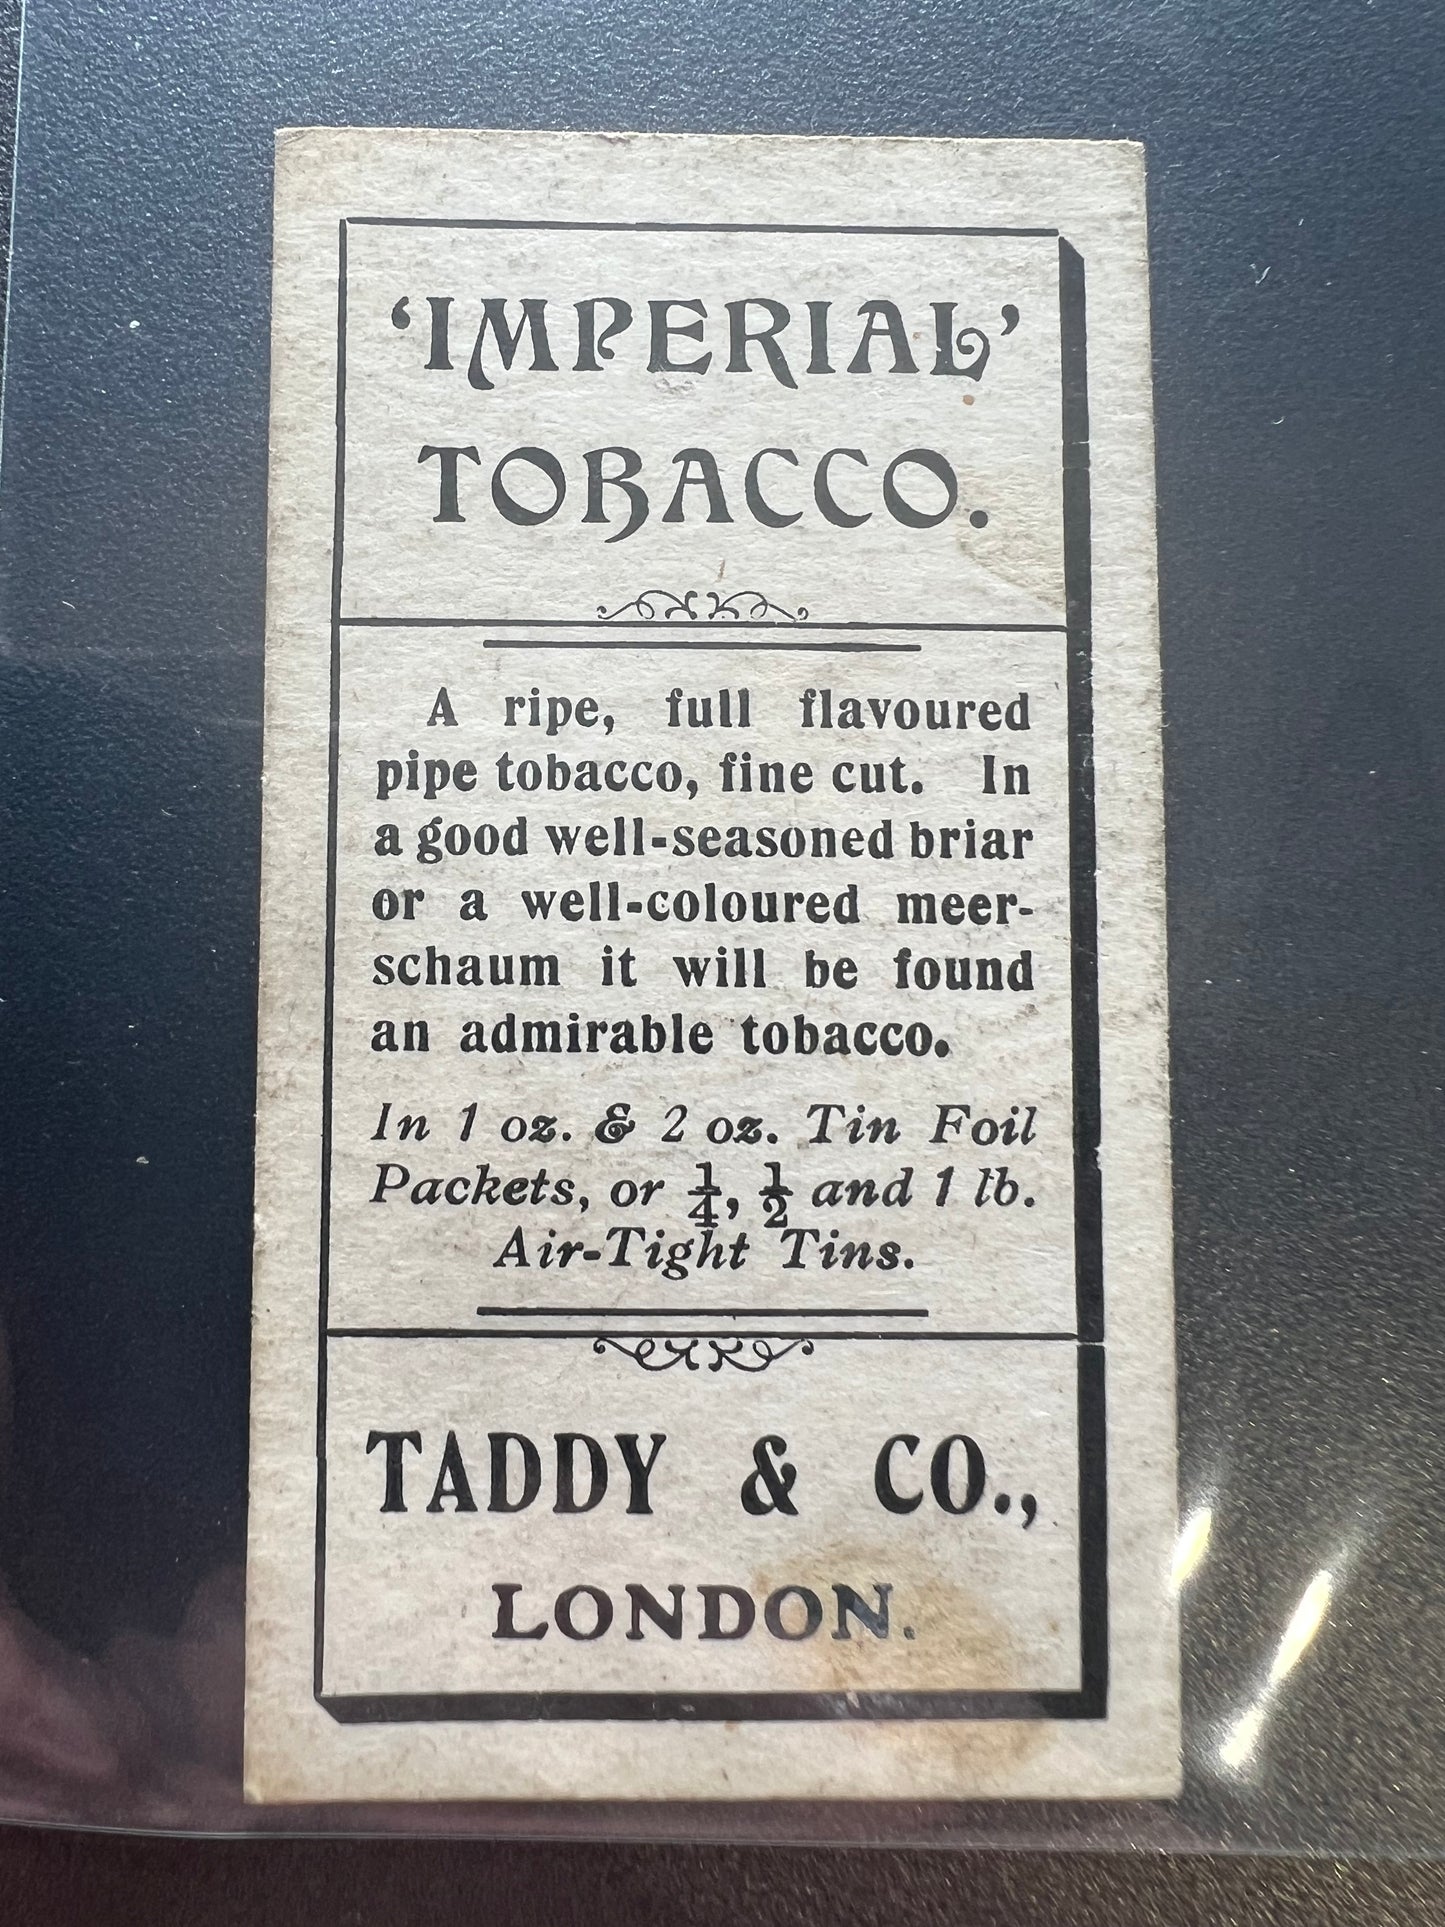 ‘IMPERIAL’
TOBACCO.
A ripe, full flavoured
pipe tobacco, fine cut. In
a good well-seasoned briar
or a well-coloured meer-
schaum it will be found
an admirable tobacco.
In 1 oz. & 2 oz. Tin Foil
Packets, or ¼, ½ and 1 lb.
Air-Tight Tins.
TADDY & CO.,
LONDON.